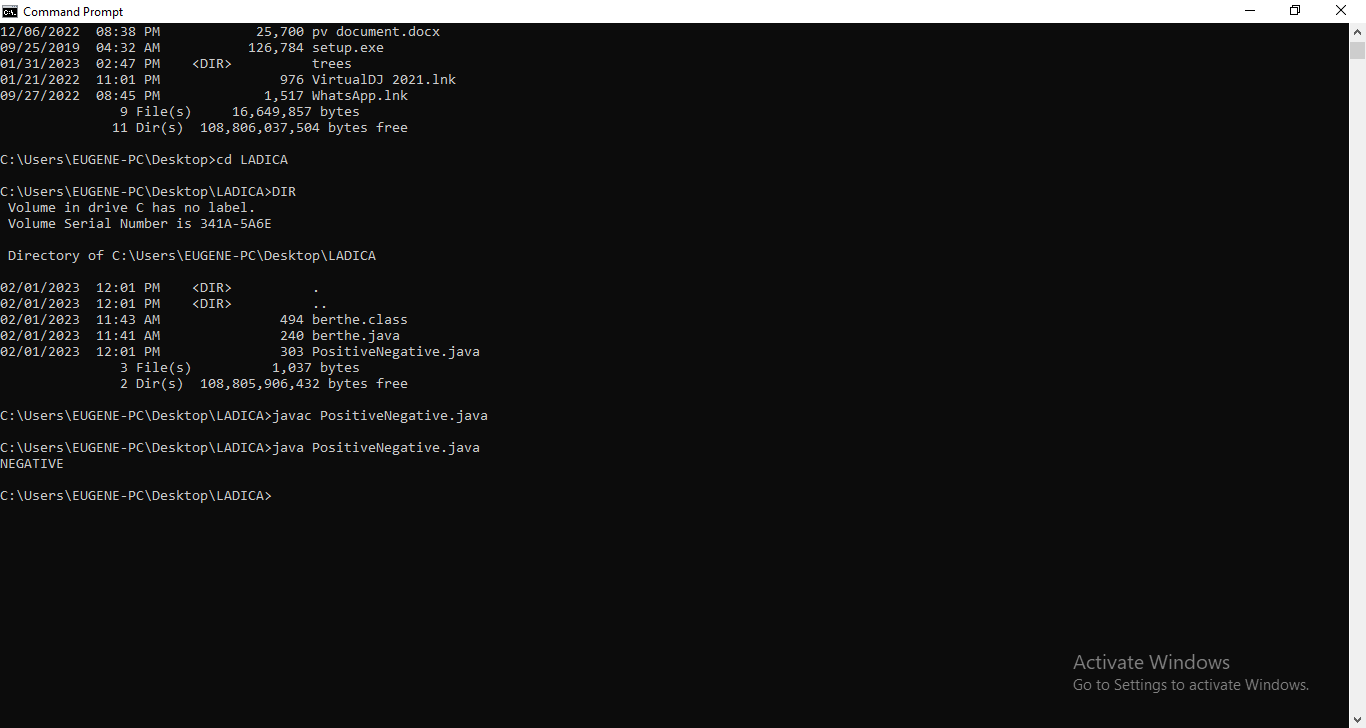 Command Prompt
12/06/2022  08:38 PM            25,700 pv document.docx
09/25/2019  04:32 AM           126,784 setup.exe
01/31/2023  02:47 PM    <DIR>          trees
01/21/2022  11:01 PM               976 VirtualDJ 2021.lnk
09/27/2022  08:45 PM             1,517 WhatsApp.lnk
               9 File(s)     16,649,857 bytes
              11 Dir(s)  108,806,037,504 bytes free
C:\Users\EUGENE-PC\Desktop>cd LADICA
C:\Users\EUGENE-PC\Desktop\LADICA>DIR
 Volume in drive C has no label.
 Volume Serial Number is 341A-5A6E
 Directory of C:\Users\EUGENE-PC\Desktop\LADICA
02/01/2023  12:01 PM    <DIR>          .
02/01/2023  12:01 PM    <DIR>          ..
02/01/2023  11:43 AM               494 berthe.class
02/01/2023  11:41 AM               240 berthe.java
02/01/2023  12:01 PM               303 PositiveNegative.java
               3 File(s)          1,037 bytes
               2 Dir(s)  108,805,906,432 bytes free
C:\Users\EUGENE-PC\Desktop\LADICA>javac PositiveNegative.java
C:\Users\EUGENE-PC\Desktop\LADICA>java PositiveNegative.java
NEGATIVE
C:\Users\EUGENE-PC\Desktop\LADICA>
Activate Windows
Go to Settings to activate Windows.